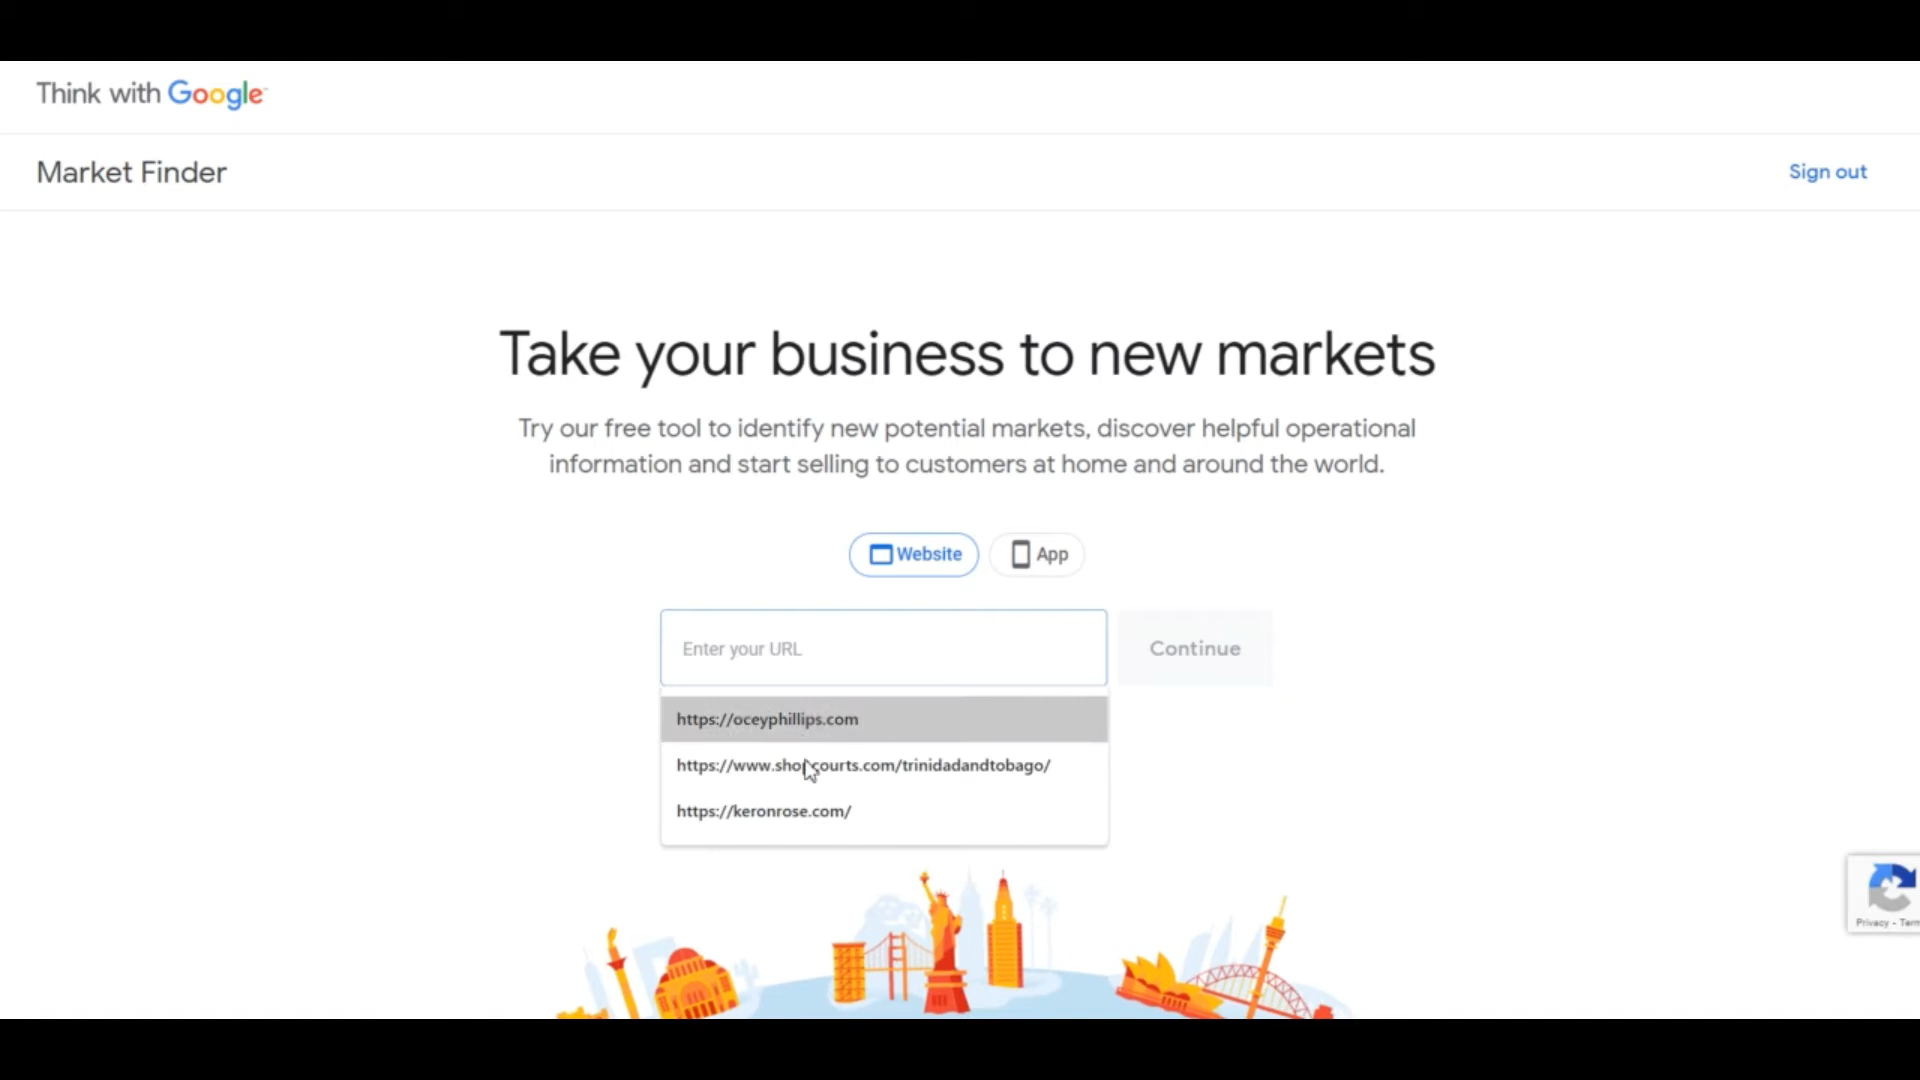 Think with Google
Market Finder
Sign out
Take your business to new markets
Try our free tool to identify new potential markets, discover helpful operational
information and start selling to customers at home and around the world.
Website
App
Enter your URL
Continue
https://oceyphillips.com
https://www.shopcourts.com/trinidadandtobago/
https://keronrose.com/
Privacy - Term